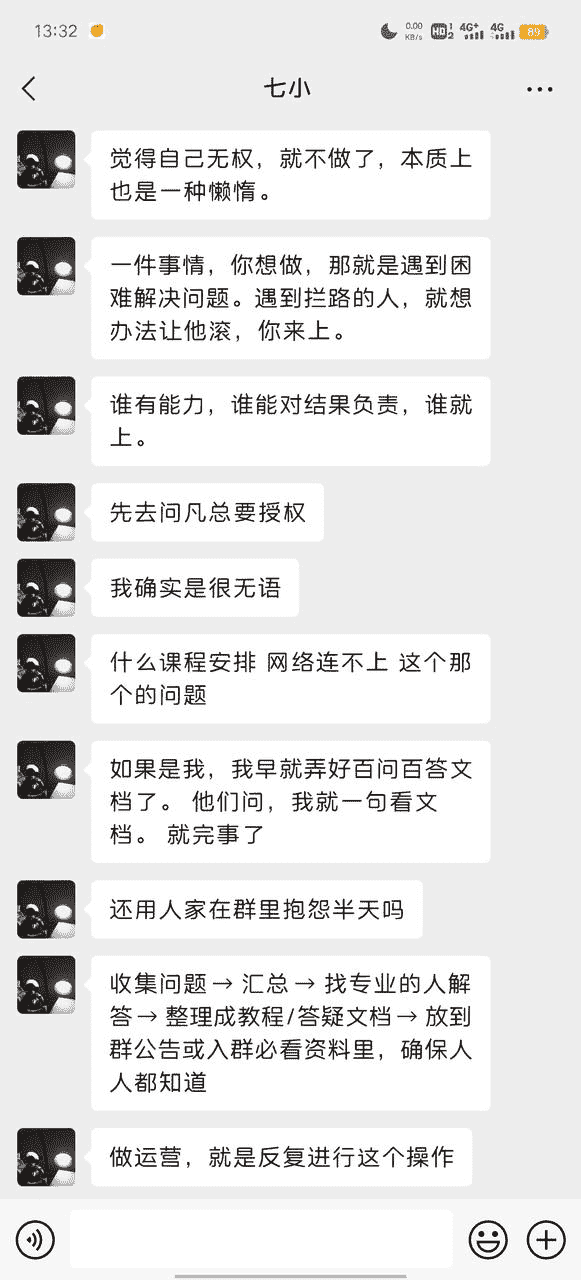 13:32
0.00
KB/s
HD 1
2
4G+
4G
89
七小
觉得自己无权，就不做了，本质上
也是一种懒惰。
一件事情，你想做，那就是遇到困
难解决问题。遇到拦路的人，就想
办法让他滚，你来上。
谁有能力，谁能对结果负责，谁就
上。
先去问凡总要授权
我确实是很无语
什么课程安排 网络连不上 这个那
个的问题
如果是我，我早就弄好百问百答文
档了。 他们问，我就一句看文
档。 就完事了
还用人家在群里抱怨半天吗
收集问题→ 汇总→ 找专业的人解
答→ 整理成教程/答疑文档→ 放到
群公告或入群必看资料里，确保人
人都知道
做运营，就是反复进行这个操作